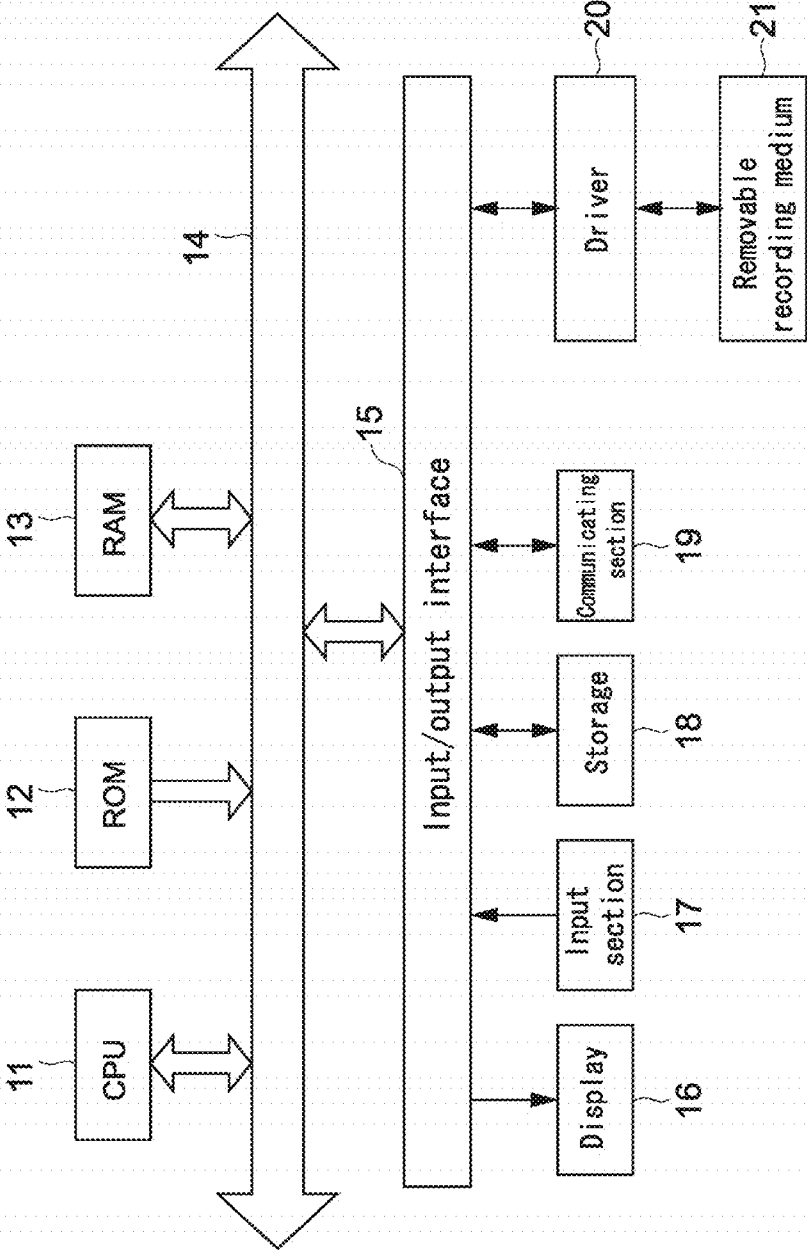 11
12
13
CPU
ROM
RAM
14
15
Input/output interface
Display
Input
section
Storage
Communicating
section
Driver
20
16
17
18
19
Removable
recording medium
21